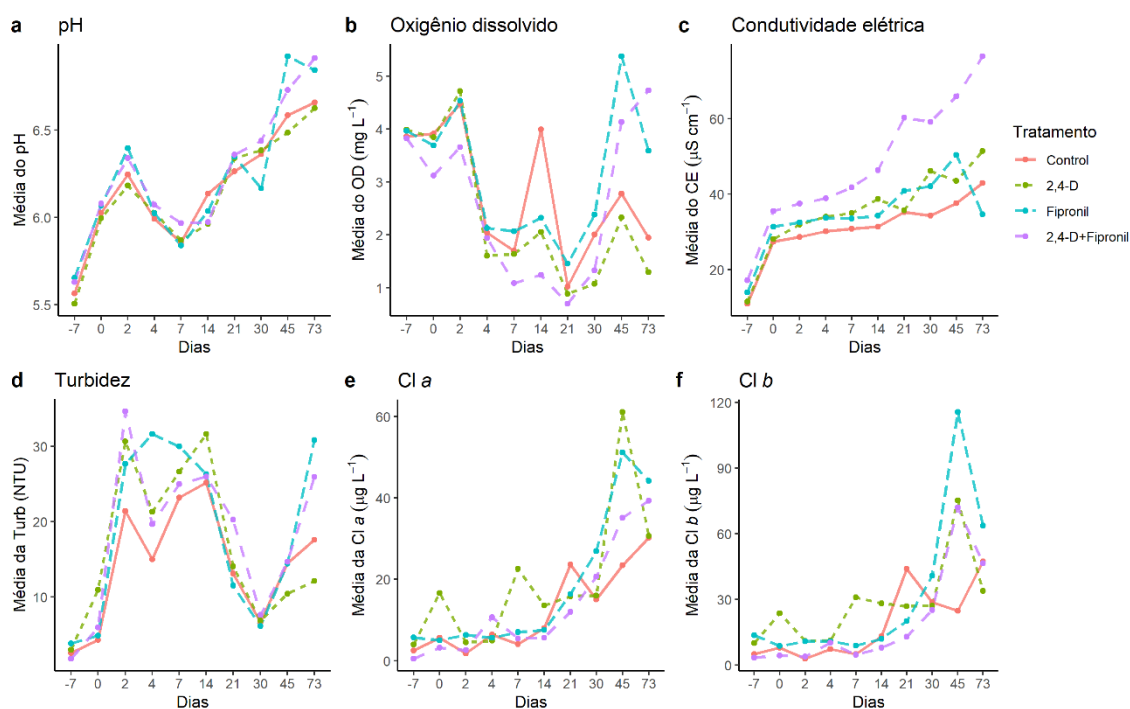 a pH
Média do pH
6.5
6.0
5.5
-7 0 2 4 7 14 21 30 45 73
Dias
b Oxigênio dissolvido
Média do OD (mg L⁻¹)
5
4
3
2
1
-7 0 2 4 7 14 21 30 45 73
Dias
c Condutividade elétrica
Média do CE (µS cm⁻¹)
60
40
20
-7 0 2 4 7 14 21 30 45 73
Dias
Tratamento
Control
2,4-D
Fipronil
2,4-D+Fipronil
d Turbidez
Média da Turb (NTU)
30
20
10
-7 0 2 4 7 14 21 30 45 73
Dias
e Cl a
Média da Cl a (µg L⁻¹)
60
40
20
0
-7 0 2 4 7 14 21 30 45 73
Dias
f Cl b
Média da Cl b (µg L⁻¹)
120
90
60
30
0
-7 0 2 4 7 14 21 30 45 73
Dias